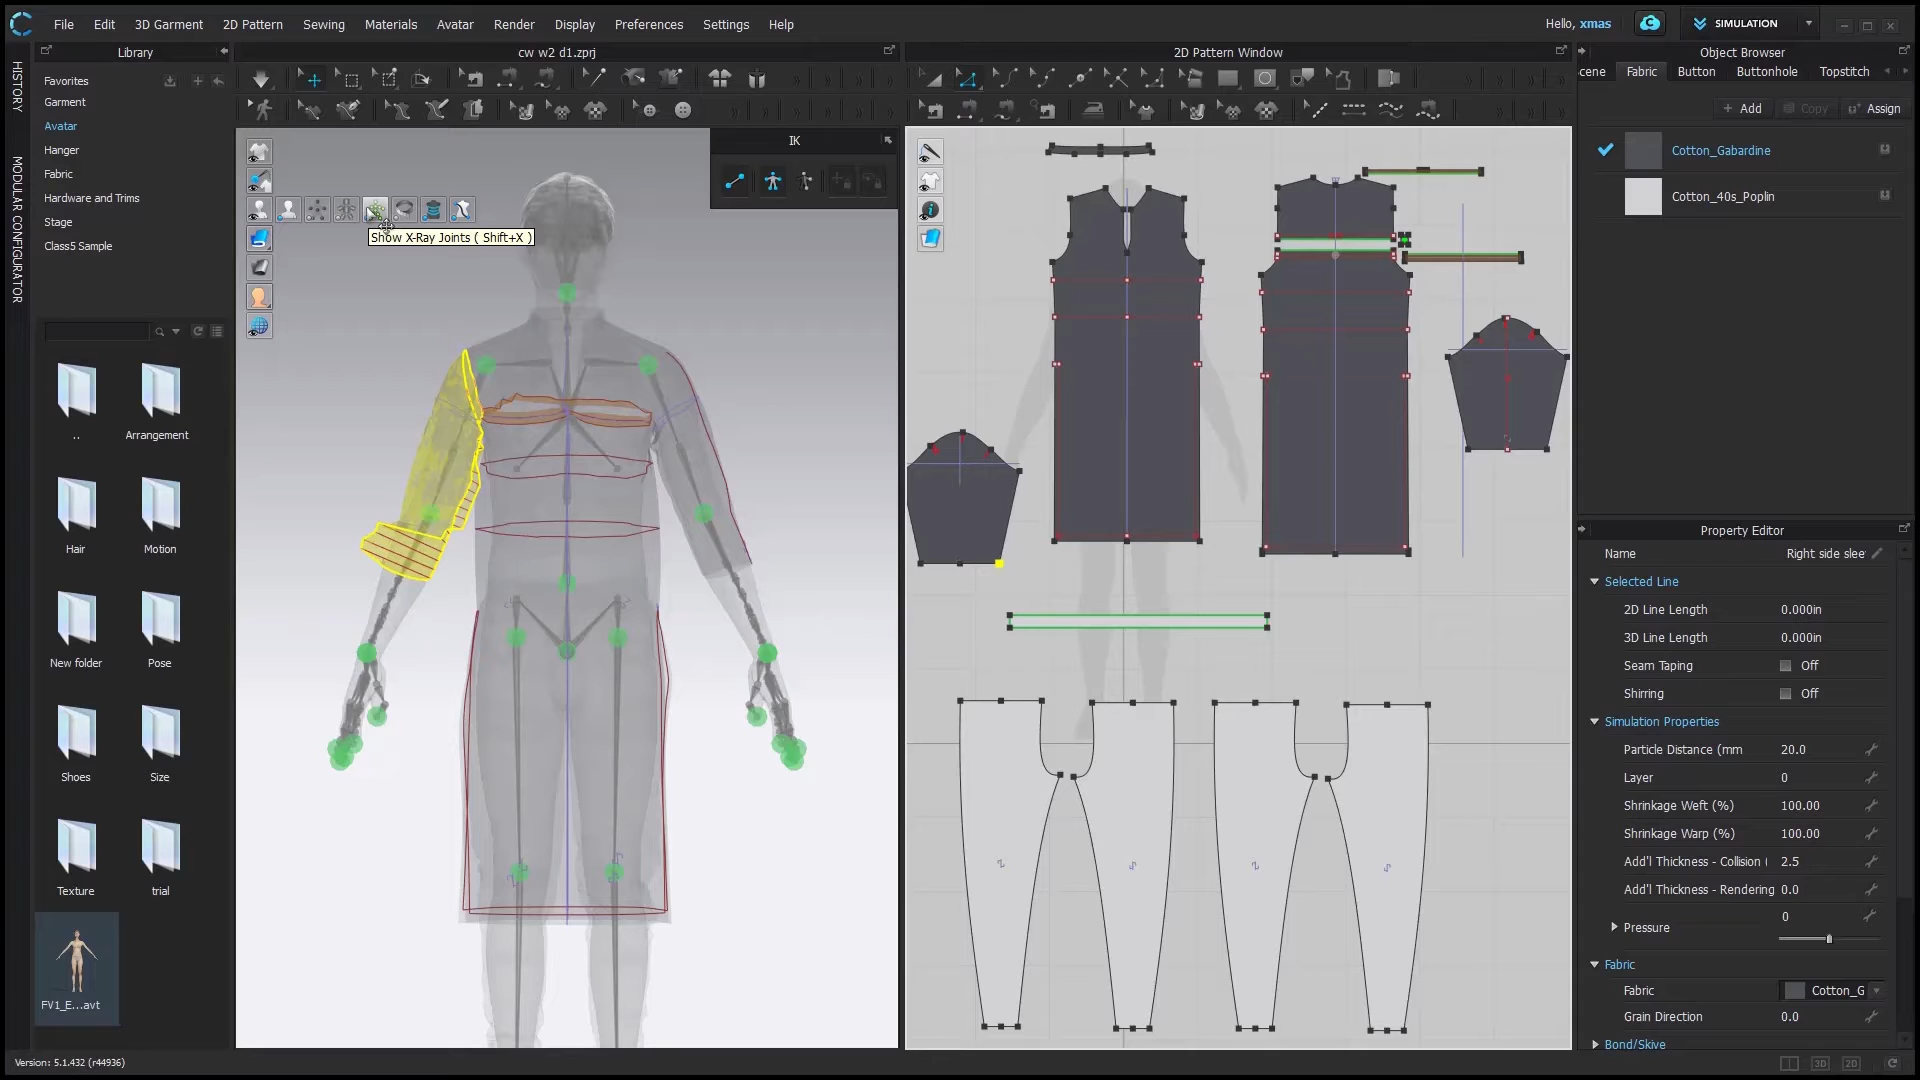 File Edit 3D Garment 2D Pattern Sewing Materials Avatar Render Display Preferences Settings Help
Hello, xmas
SIMULATION
HISTORY
MODULAR CONFIGURATOR
Library
Favorites
Garment
Avatar
Hanger
Fabric
Hardware and Trims
Stage
Class5 Sample
..
Arrangement
Hair
Motion
New folder
Pose
Shoes
Size
Texture
trial
FV1_E...avt
Version: 5.1.432 (r44936)
cw w2 d1.zprj
Show X-Ray Joints ( Shift+X )
IK
2D Pattern Window
Object Browser
cene Fabric Button Buttonhole Topstitch
+ Add Copy Assign
Cotton_Gabardine
Cotton_40s_Poplin
Property Editor
Name Right side slee
Selected Line
2D Line Length 0.000in
3D Line Length 0.000in
Seam Taping Off
Shirring Off
Simulation Properties
Particle Distance (mm 20.0
Layer 0
Shrinkage Weft (%) 100.00
Shrinkage Warp (%) 100.00
Add'l Thickness - Collision ( 2.5
Add'l Thickness - Rendering 0.0
Pressure 0
Fabric
Fabric Cotton_G
Grain Direction 0.0
Bond/Skive
3D 2D